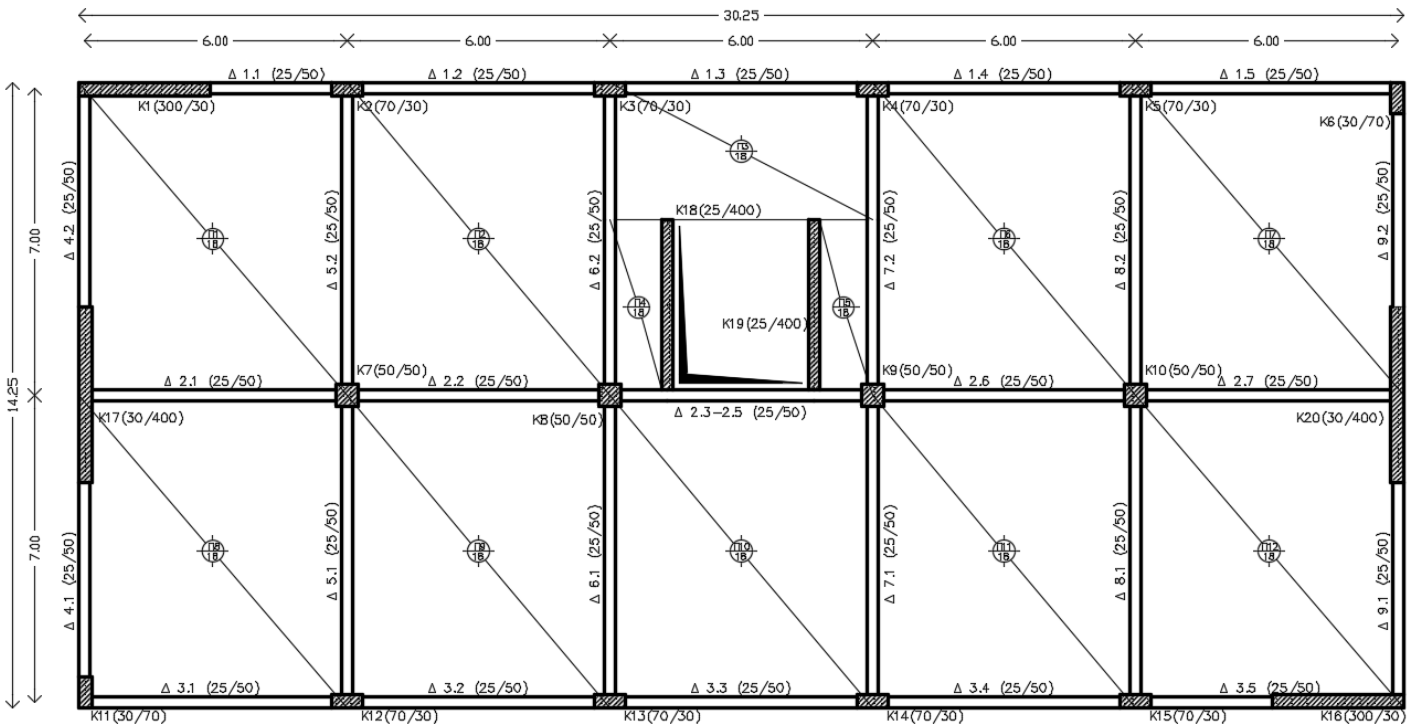 30.25
6.00 6.00 6.00 6.00 6.00
Δ 1.1 (25/50) Δ 1.2 (25/50) Δ 1.3 (25/50) Δ 1.4 (25/50) Δ 1.5 (25/50)
K1(300/30) K2(70/30) K3(70/30) K4(70/30) K5(70/30)
K6(30/70)
Π3
18
K18(25/400)
Δ 4.2 (25/50)
Δ 5.2 (25/50)
Δ 6.2 (25/50)
Δ 7.2 (25/50)
Δ 8.2 (25/50)
Δ 9.2 (25/50)
7.00
Π1
18
Π2
18
Π6
18
Π7
18
Π4
18
Π5
18
K19(25/400)
14.25
K7(50/50) K9(50/50) K10(50/50)
Δ 2.1 (25/50) Δ 2.2 (25/50) Δ 2.6 (25/50) Δ 2.7 (25/50)
Δ 2.3-2.5 (25/50)
K17(30/400) K8(50/50) K20(30/400)
7.00
Δ 4.1 (25/50)
Δ 5.1 (25/50)
Δ 6.1 (25/50)
Δ 7.1 (25/50)
Δ 8.1 (25/50)
Δ 9.1 (25/50)
Π8
18
Π9
18
Π10
18
Π11
18
Π12
18
Δ 3.1 (25/50) Δ 3.2 (25/50) Δ 3.3 (25/50) Δ 3.4 (25/50) Δ 3.5 (25/50)
K11(30/70) K12(70/30) K13(70/30) K14(70/30) K15(70/30) K16(300/30)